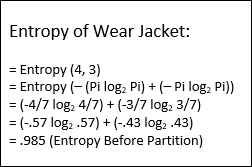 Entropy of Wear Jacket:
= Entropy (4, 3)
= Entropy (– (Pi log₂ Pi) + (– Pi log₂ Pi))
= (-4/7 log₂ 4/7) + (-3/7 log₂ 3/7)
= (-.57 log₂ .57) + (-.43 log₂ .43)
= .985 (Entropy Before Partition)